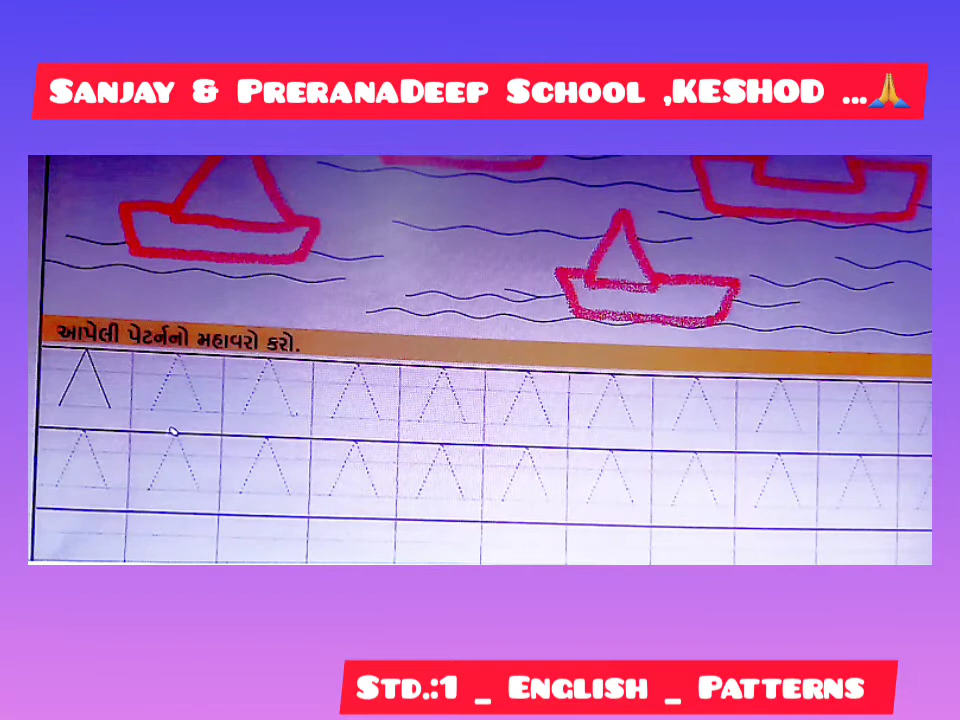 Sanjay & PreranaDeep School ,KESHOD ...🙏
આપેલી પેટર્નનો મહાવરો કરો.
Std.:1 _ English _ Patterns